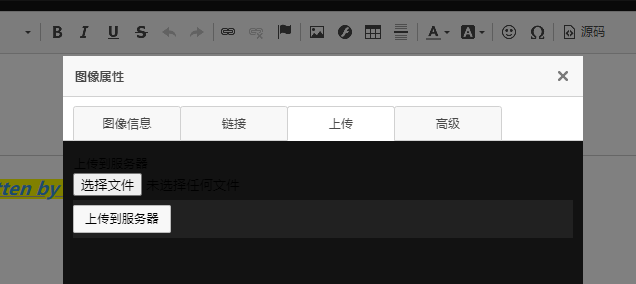 B I U S 源码
图像属性
图像信息 链接 上传 高级
上传到服务器
tten by
选择文件 未选择任何文件
上传到服务器